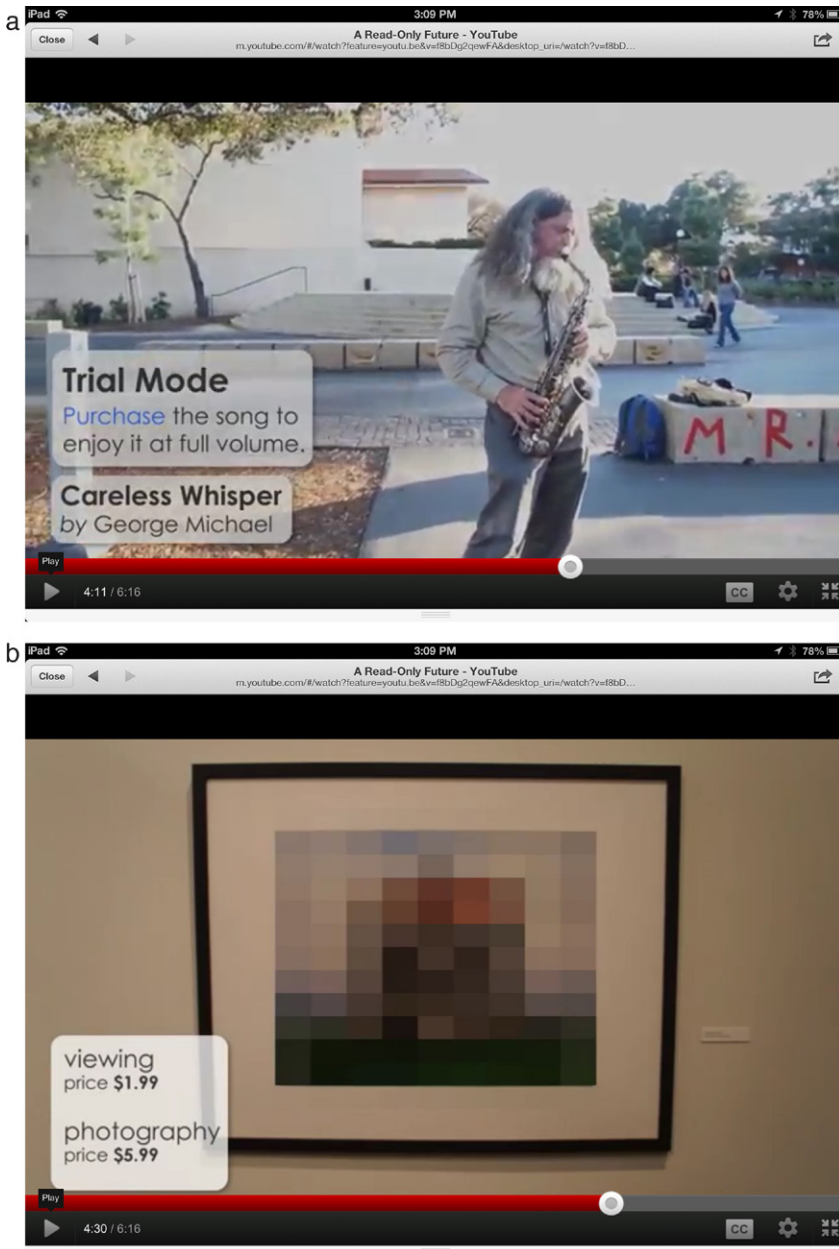 a
iPad 3:09 PM 78%
Close A Read-Only Future - YouTube
m.youtube.com/#/watch?feature=youtu.be&v=f8bDg2qewFA&desktop_uri=/watch?v=f8bD...
Trial Mode
Purchase the song to
enjoy it at full volume.
Careless Whisper
by George Michael
M R.
Play
4:11 / 6:16 CC
b
iPad 3:09 PM 78%
Close A Read-Only Future - YouTube
m.youtube.com/#/watch?feature=youtu.be&v=f8bDg2qewFA&desktop_uri=/watch?v=f8bD...
viewing
price $1.99
photography
price $5.99
Play
4:30 / 6:16 CC